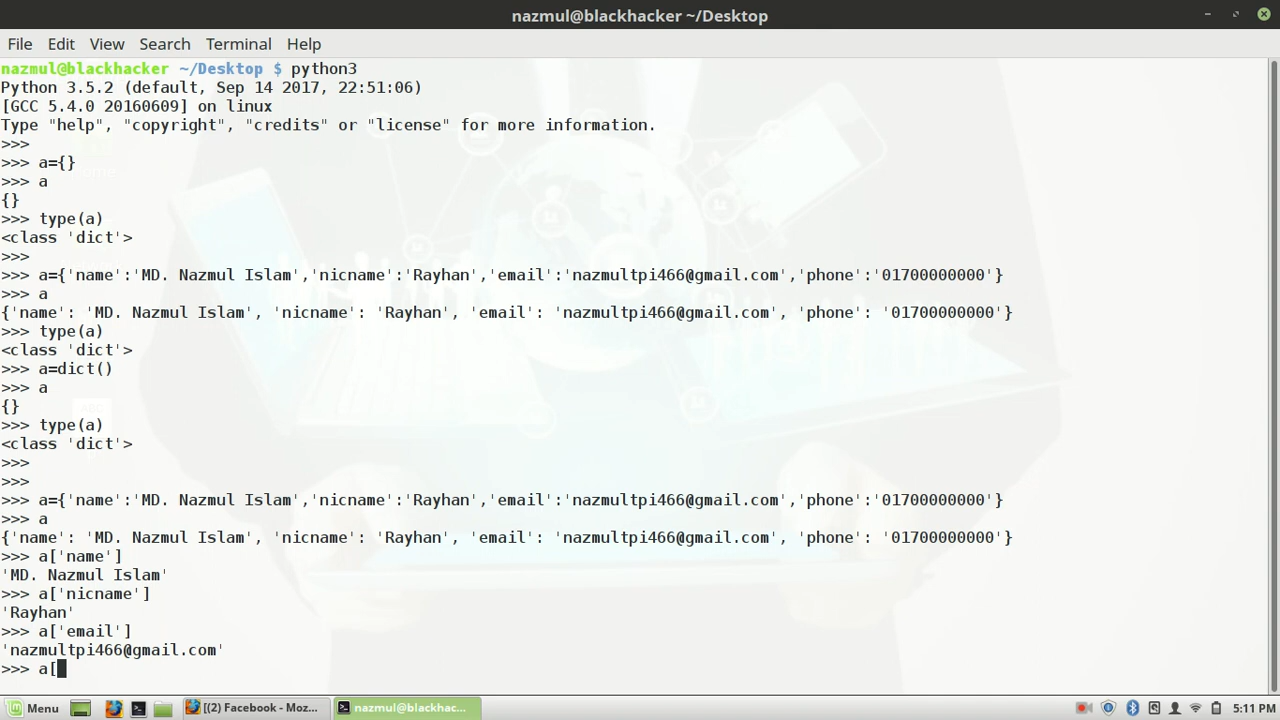 nazmul@blackhacker ~/Desktop
File Edit View Search Terminal Help
nazmul@blackhacker ~/Desktop $ python3
Python 3.5.2 (default, Sep 14 2017, 22:51:06)
[GCC 5.4.0 20160609] on linux
Type "help", "copyright", "credits" or "license" for more information.
>>>
>>> a={}
>>> a
{}
>>> type(a)
<class 'dict'>
>>>
>>> a={'name':'MD. Nazmul Islam','nicname':'Rayhan','email':'nazmultpi466@gmail.com','phone':'01700000000'}
>>> a
{'name': 'MD. Nazmul Islam', 'nicname': 'Rayhan', 'email': 'nazmultpi466@gmail.com', 'phone': '01700000000'}
>>> type(a)
<class 'dict'>
>>> a=dict()
>>> a
{}
>>> type(a)
<class 'dict'>
>>>
>>>
>>> a={'name':'MD. Nazmul Islam','nicname':'Rayhan','email':'nazmultpi466@gmail.com','phone':'01700000000'}
>>> a
{'name': 'MD. Nazmul Islam', 'nicname': 'Rayhan', 'email': 'nazmultpi466@gmail.com', 'phone': '01700000000'}
>>> a['name']
'MD. Nazmul Islam'
>>> a['nicname']
'Rayhan'
>>> a['email']
'nazmultpi466@gmail.com'
>>> a[
Menu [(2) Facebook - Moz... nazmul@blackhac... 5:11 PM